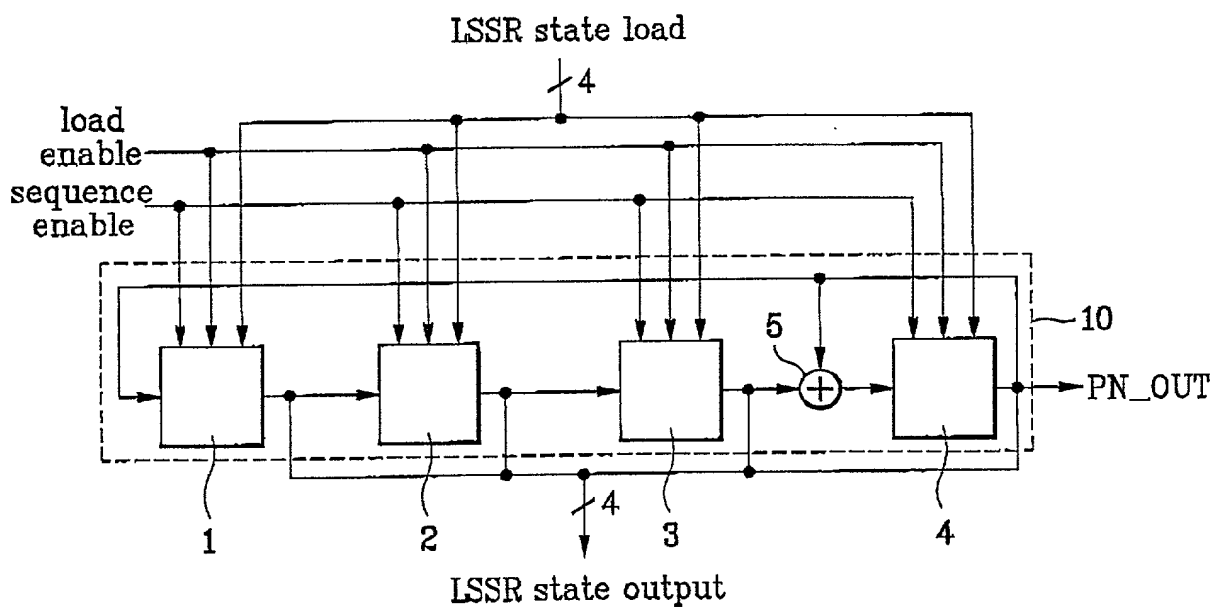 LSSR state load
4
load
enable
sequence
enable
5
10
PN_OUT
1
2
3
4
4
LSSR state output